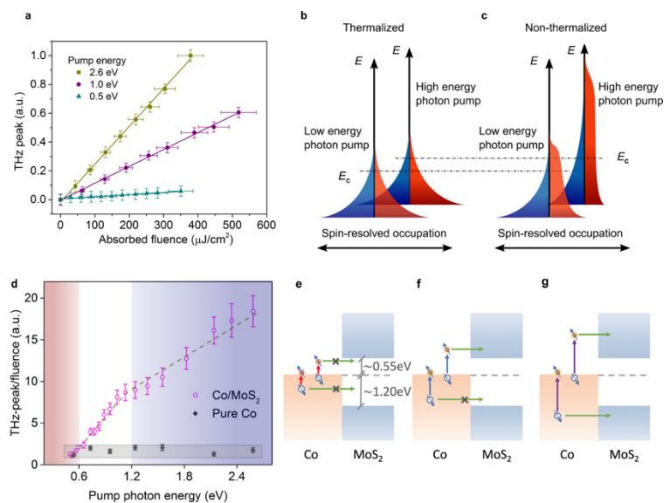 a
THz peak (a.u.)
1.0
0.8
0.6
0.4
0.2
0.0
Pump energy
2.6 eV
1.0 eV
0.5 eV
0 100 200 300 400 500 600
Absorbed fluence (μJ/cm²)
b
Thermalized
E
E
High energy
photon pump
Low energy
photon pump
E_c
Spin-resolved occupation
c
Non-thermalized
E
E
High energy
photon pump
Low energy
photon pump
E_c
Spin-resolved occupation
d
THz-peak/fluence (a.u.)
20
15
10
5
0
Co/MoS₂
Pure Co
0.6 1.2 1.8 2.4
Pump photon energy (eV)
e
~0.55eV
~1.20eV
Co MoS₂
f
Co MoS₂
g
Co MoS₂